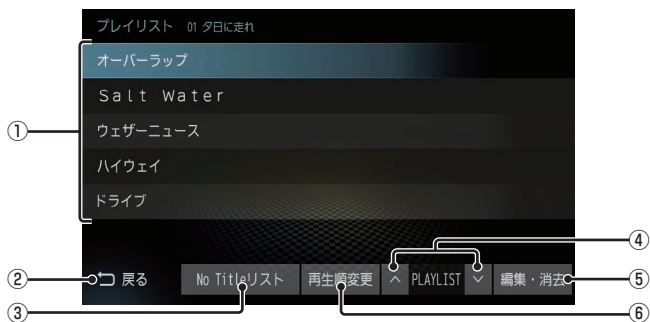 プレイリスト 01 夕日に走れ
オーバーラップ
Salt Water
ウェザーニュース
ハイウェイ
ドライブ
①
④
② 戻る No Titleリスト 再生順変更 ∧ PLAYLIST ∨ 編集・消去 ⑤
③ ⑥